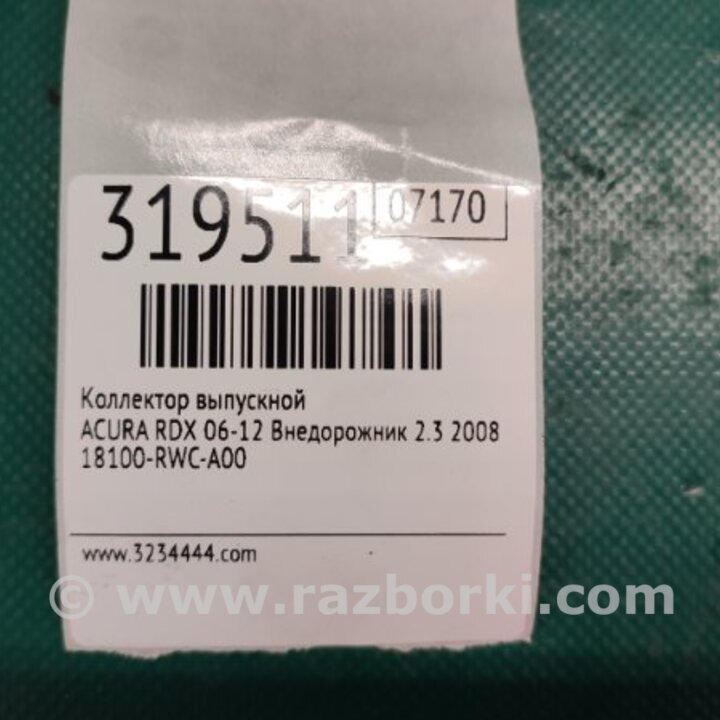 319511 07170
Коллектор выпускной
ACURA RDX 06-12 Внедорожник 2.3 2008
18100-RWC-A00
www.3234444.com
© www.razborki.com